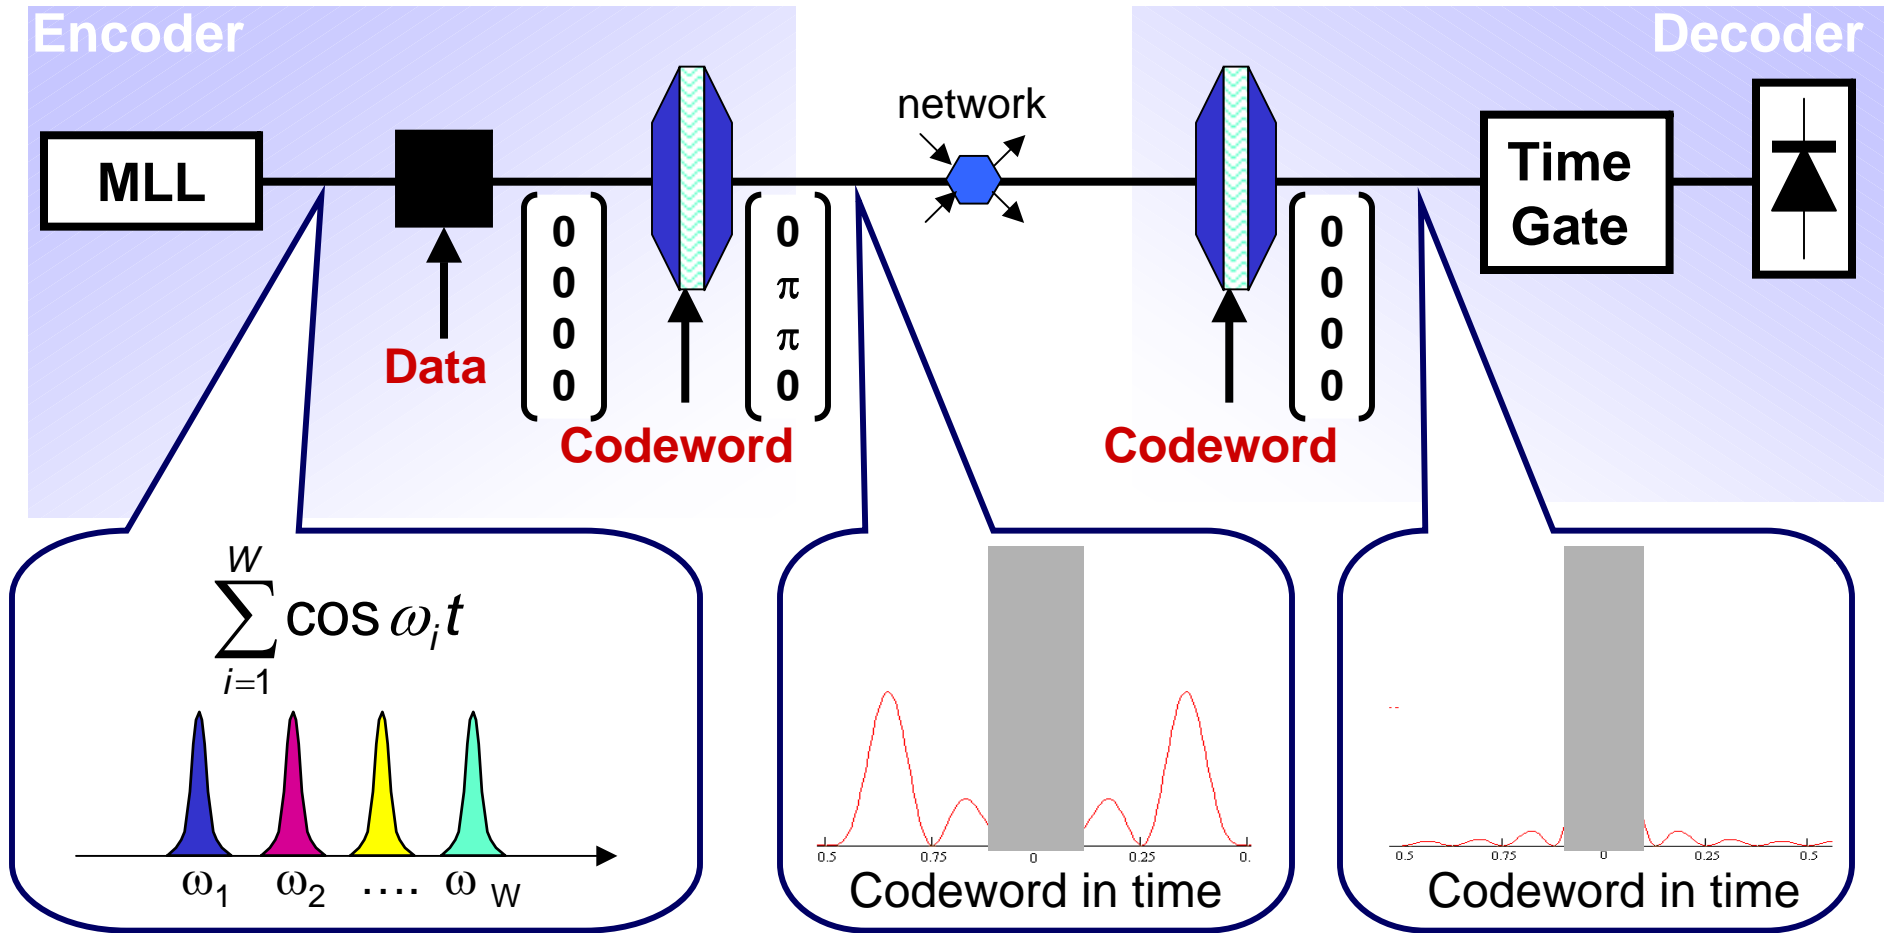 Encoder
Decoder
network
MLL
Time
Gate
0
0
0
0
0
π
π
0
0
0
0
0
Data
Codeword
Codeword
W
∑ cos ω_i t
i=1
ω1 ω2 .... ω W
0.5 0.75 0 0.25 0.
Codeword in time
0.5 0.75 0 0.25 0.5
Codeword in time